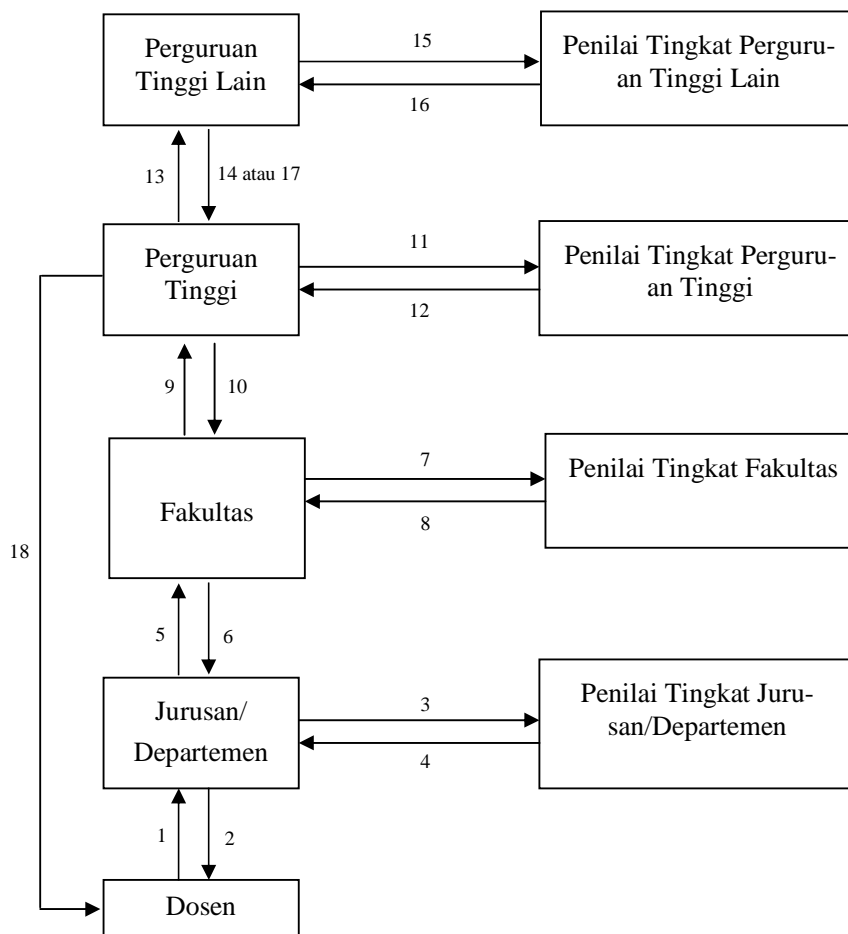 Perguruan
Tinggi Lain
15
16
Penilai Tingkat Perguru-
an Tinggi Lain
13
14 atau 17
Perguruan
Tinggi
11
12
Penilai Tingkat Perguru-
an Tinggi
9
10
Fakultas
7
8
Penilai Tingkat Fakultas
18
5
6
Jurusan/
Departemen
3
4
Penilai Tingkat Juru-
san/Departemen
1
2
Dosen